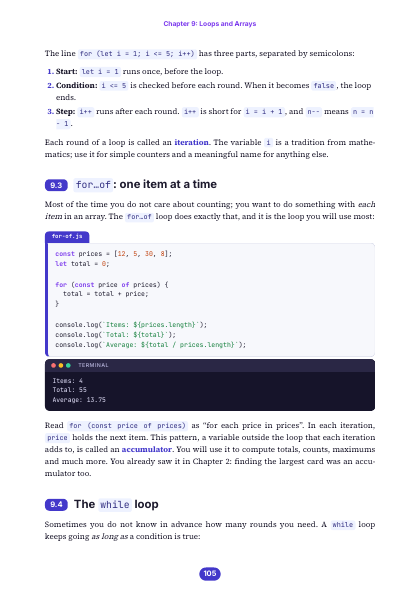 Chapter 9: Loops and Arrays
The line for (let i = 1; i <= 5; i++) has three parts, separated by semicolons:
1. Start: let i = 1 runs once, before the loop.
2. Condition: i <= 5 is checked before each round. When it becomes false, the loop
ends.
3. Step: i++ runs after each round. i++ is short for i = i + 1, and n-- means n = n
- 1.
Each round of a loop is called an iteration. The variable i is a tradition from mathe-
matics; use it for simple counters and a meaningful name for anything else.
9.3 for…of: one item at a time
Most of the time you do not care about counting; you want to do something with each
item in an array. The for…of loop does exactly that, and it is the loop you will use most:
for-of.js
const prices = [12, 5, 30, 8];
let total = 0;
for (const price of prices) {
total = total + price;
}
console.log(`Items: ${prices.length}`);
console.log(`Total: ${total}`);
console.log(`Average: ${total / prices.length}`);
TERMINAL
Items: 4
Total: 55
Average: 13.75
Read for (const price of prices) as “for each price in prices”. In each iteration,
price holds the next item. This pattern, a variable outside the loop that each iteration
adds to, is called an accumulator. You will use it to compute totals, counts, maximums
and much more. You already saw it in Chapter 2: finding the largest card was an accu-
mulator too.
9.4 The while loop
Sometimes you do not know in advance how many rounds you need. A while loop
keeps going as long as a condition is true:
105